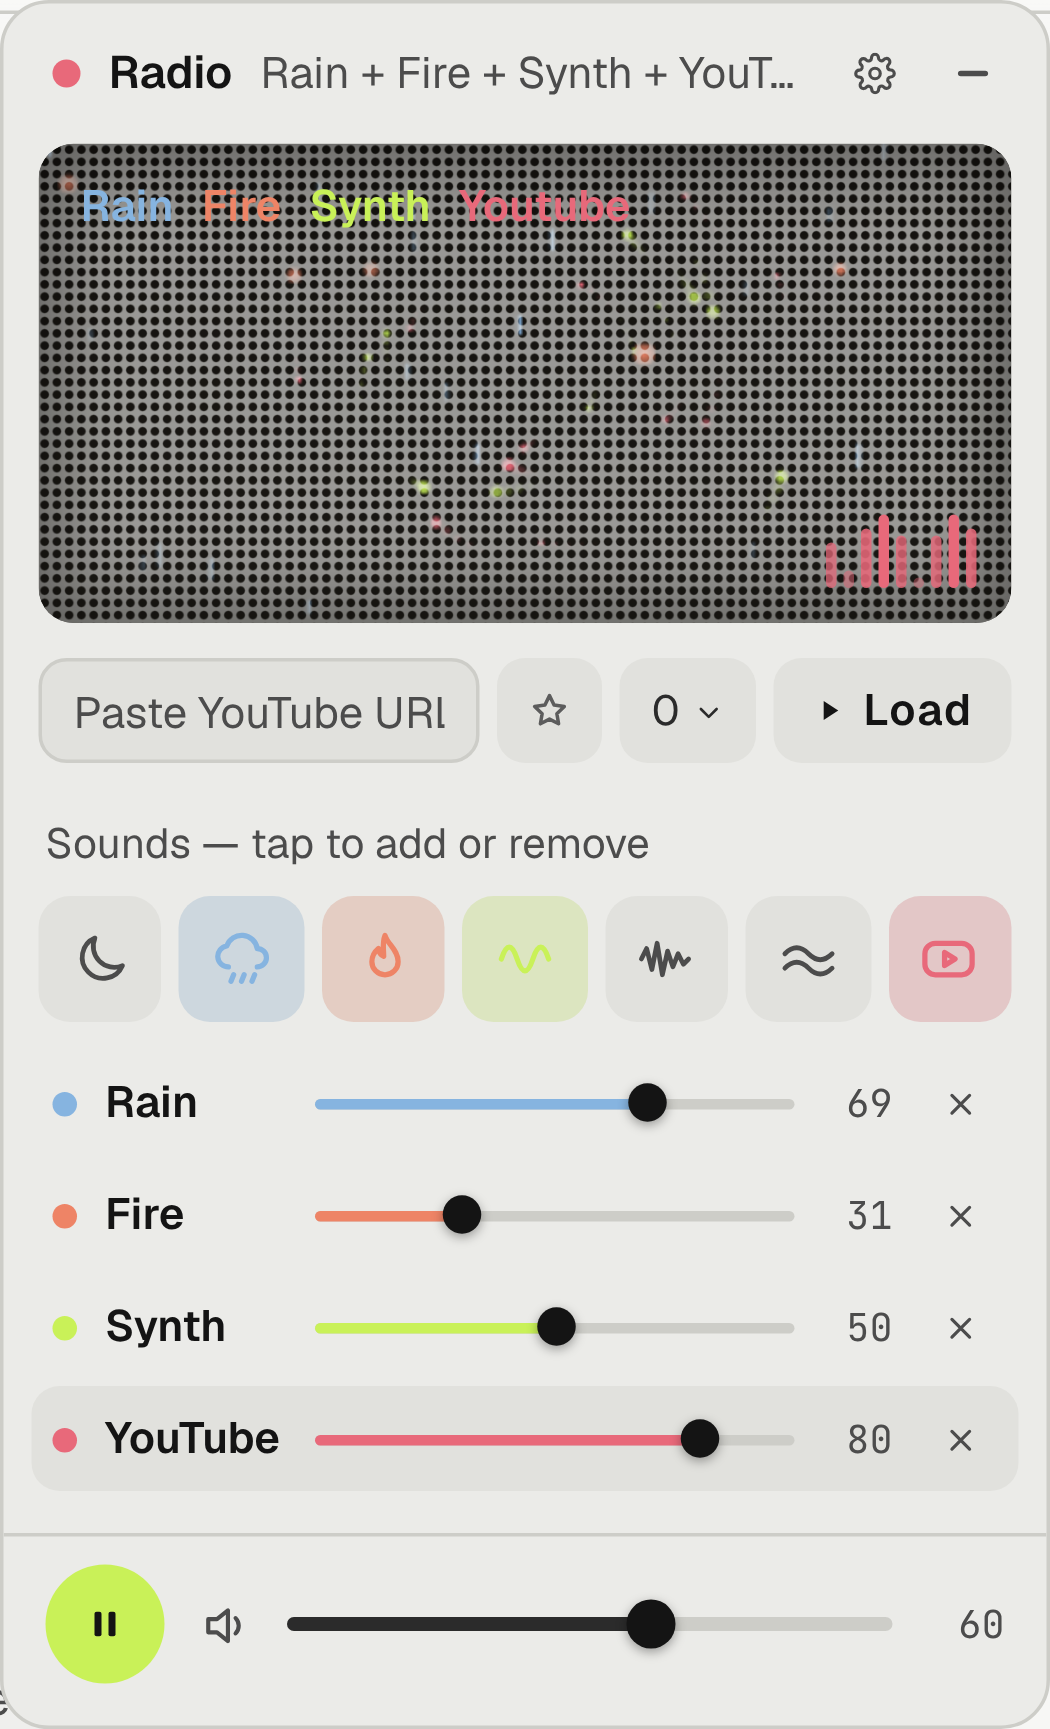 Radio Rain + Fire + Synth + YouT...
Rain Fire Synth Youtube
Paste YouTube URL 0 Load
Sounds — tap to add or remove
Rain 69
Fire 31
Synth 50
YouTube 80
60